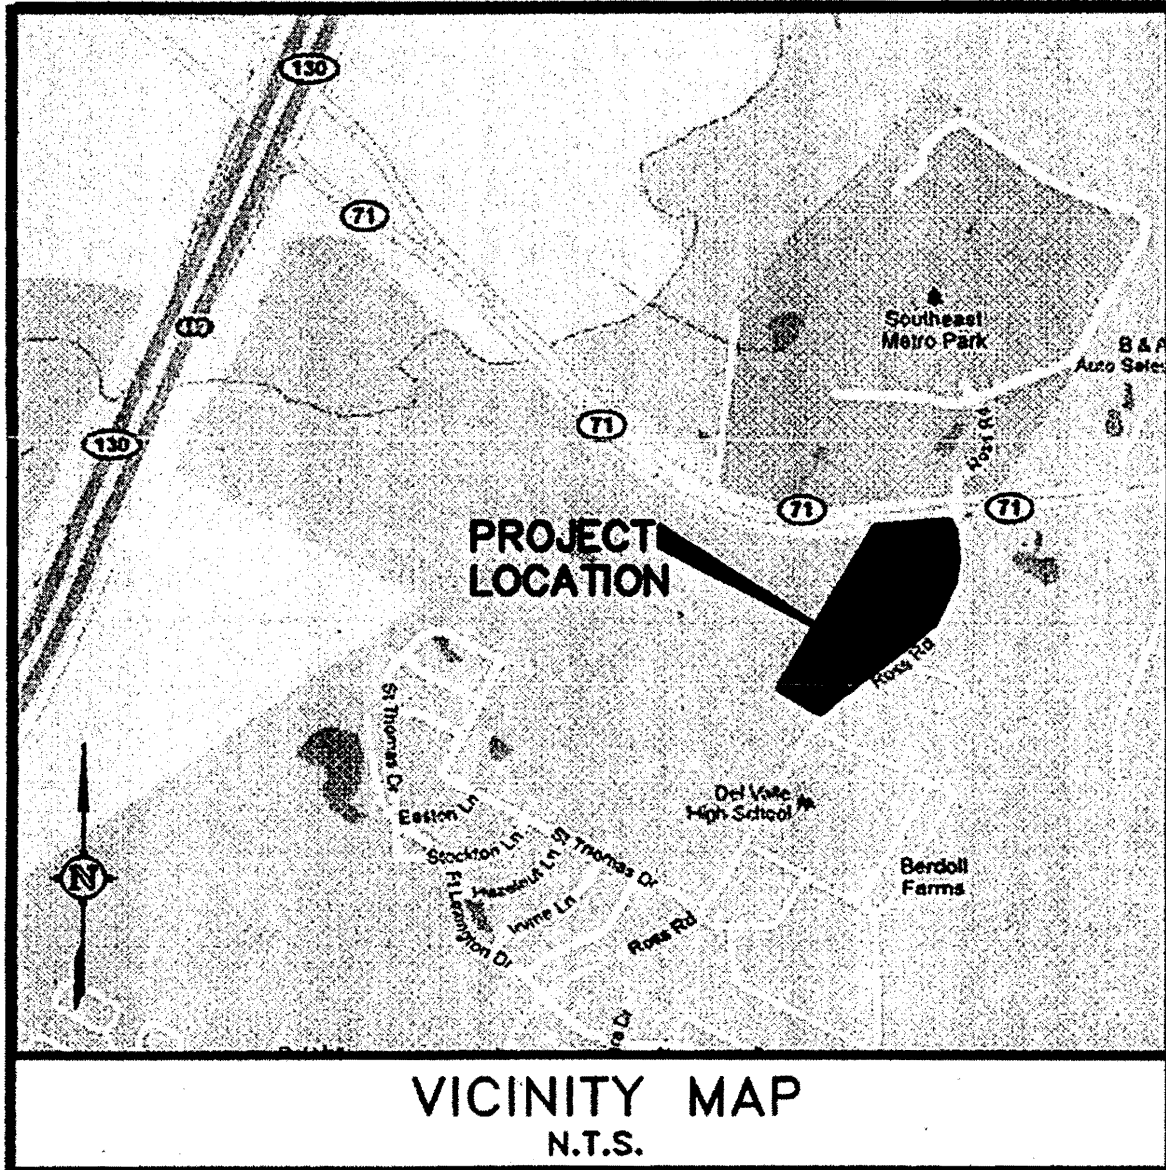 130
71
130
71
Southeast
Metro Park
B & A
Auto Sales
Ross Rd
71
71
PROJECT
LOCATION
Ross Rd
St Thomas Dr
Easton Ln
Stockton Ln
Hazelnut Ln
Irvine Ln
Ft Lexington Dr
St Thomas Dr
Ross Rd
Del Valle
High School
Berdoll
Farms
N
VICINITY MAP
N.T.S.